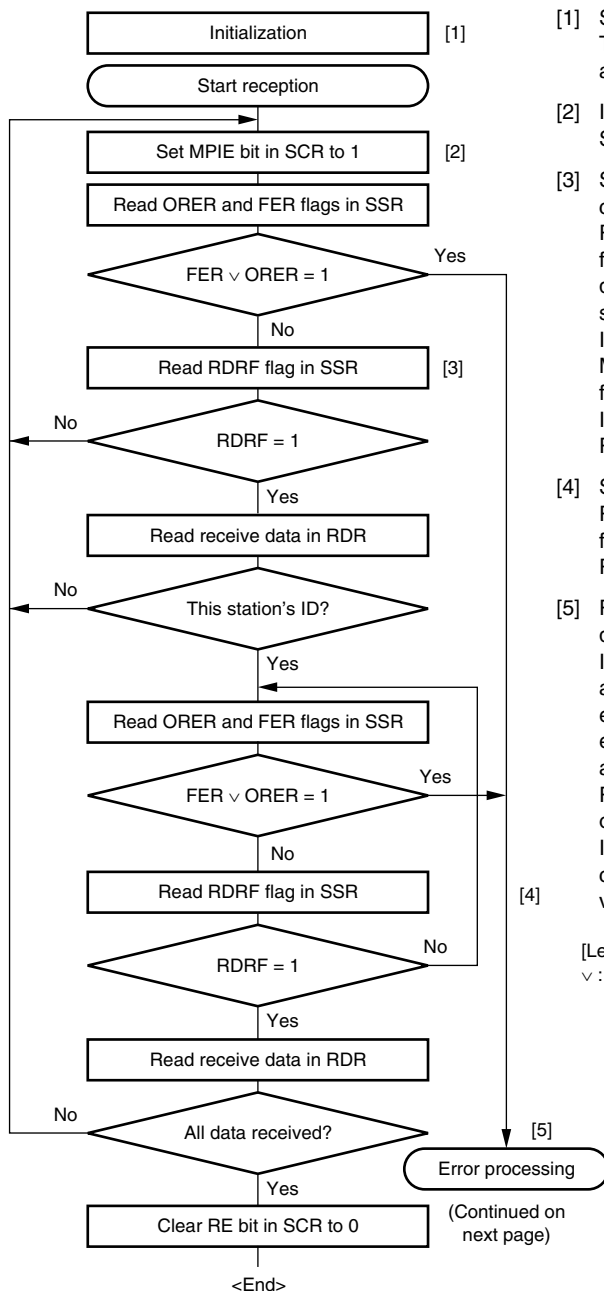 Initialization [1]
Start reception
Set MPIE bit in SCR to 1 [2]
Read ORER and FER flags in SSR
Yes
FER ∨ ORER = 1
No
Read RDRF flag in SSR [3]
No
RDRF = 1
Yes
Read receive data in RDR
No
This station's ID?
Yes
Read ORER and FER flags in SSR
Yes
FER ∨ ORER = 1
No
Read RDRF flag in SSR
[4]
No
RDRF = 1
Yes
Read receive data in RDR
No
All data received?
[5]
Error processing
Yes
Clear RE bit in SCR to 0
(Continued on
next page)
<End>
[1] S
[2] I
S
[3] S
[4] S
[5]
[Le
∨ :